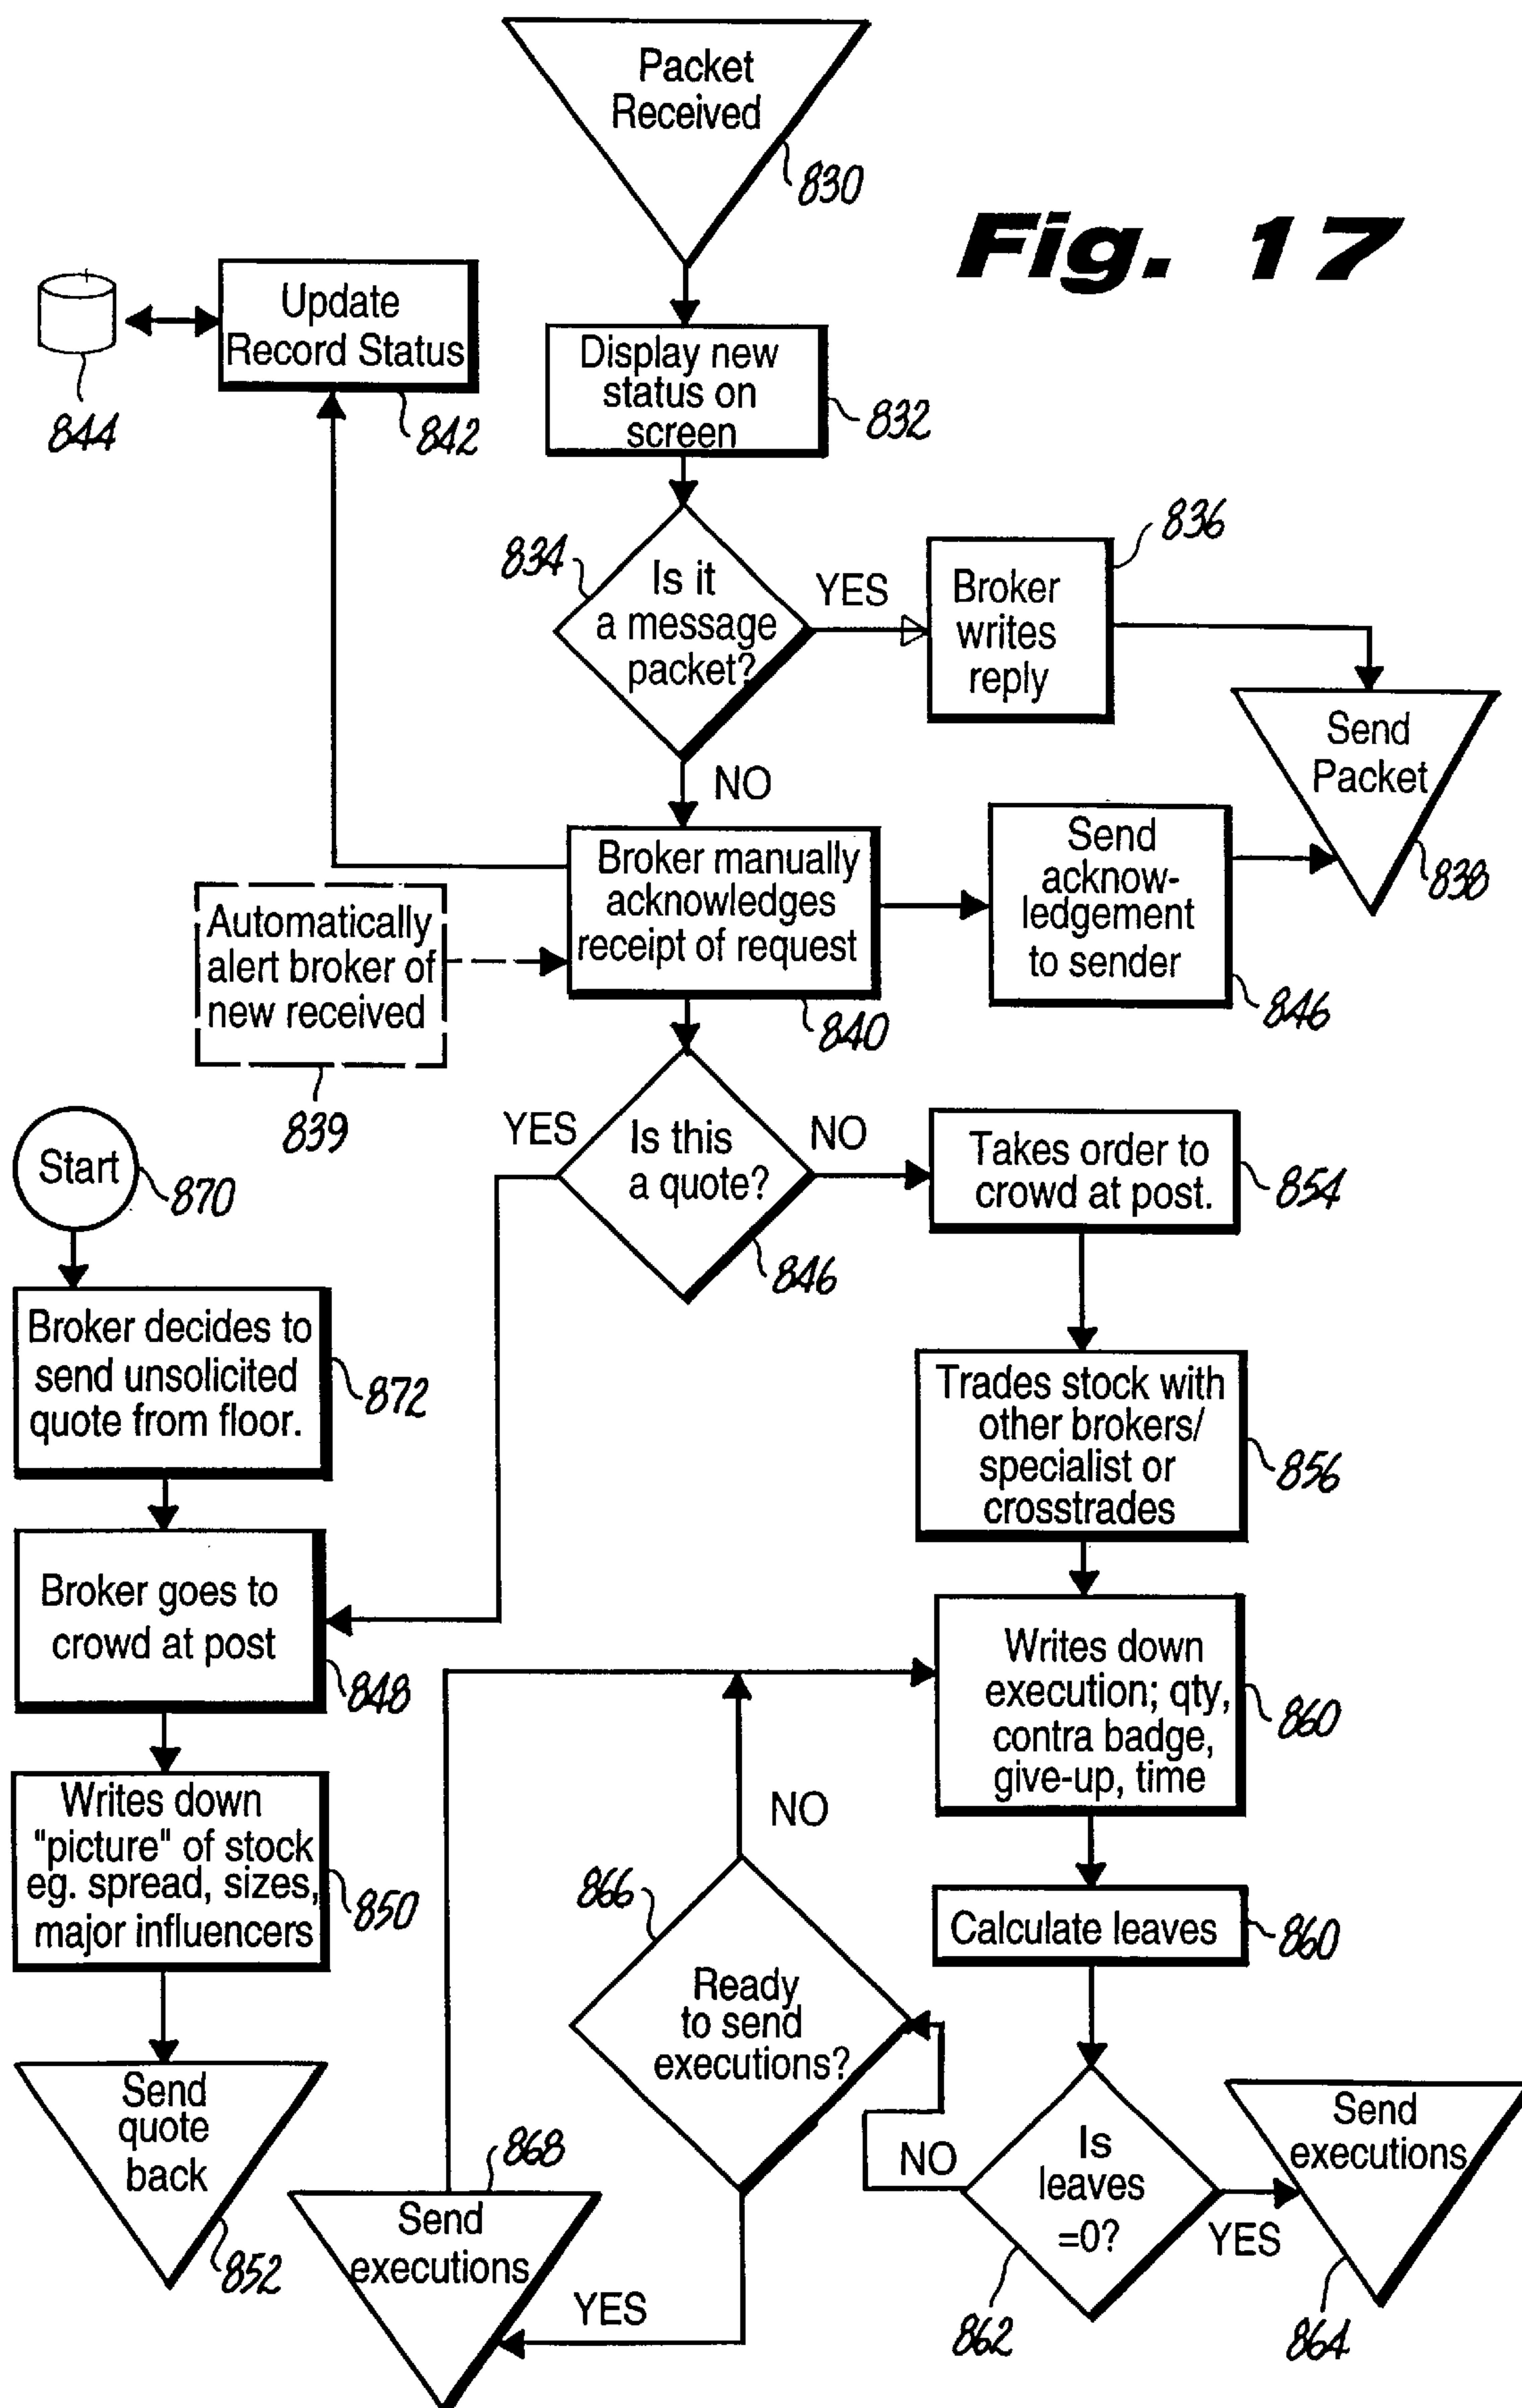 Packet
Received
830
Fig. 17
Update
Record Status
844
842
Display new
status on
screen
832
834
Is it
a message
packet?
YES
836
Broker
writes
reply
NO
Send
Packet
838
Broker manually
acknowledges
receipt of request
840
Send
acknow-
ledgement
to sender
846
Automatically
alert broker of
new received
839
Start
870
YES
Is this
a quote?
NO
846
Takes order to
crowd at post.
854
Broker decides to
send unsolicited
quote from floor.
872
Trades stock with
other brokers/
specialist or
crosstrades
856
Broker goes to
crowd at post
848
Writes down
execution; qty,
contra badge,
give-up, time
860
Writes down
"picture" of stock
eg. spread, sizes,
major influencers
850
NO
866
Ready
to send
executions?
Calculate leaves
860
Send
quote
back
852
868
Send
executions
YES
NO
Is
leaves
=0?
862
YES
Send
executions
864